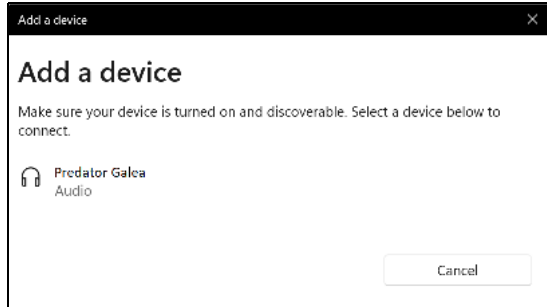 Add a device
Add a device
Make sure your device is turned on and discoverable. Select a device below to
connect.
Predator Galea
Audio
Cancel